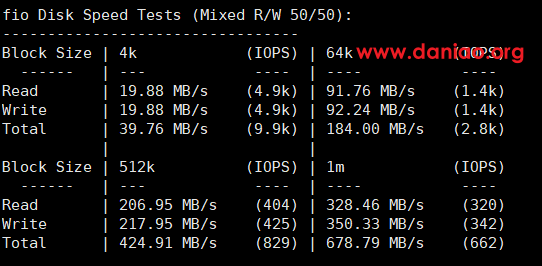 fio Disk Speed Tests (Mixed R/W 50/50):
---------------------------------
Block Size | 4k            (IOPS) | 64k           (IOPS)
  ------   | ---            ----  | ----           ----
Read       | 19.88 MB/s    (4.9k) | 91.76 MB/s    (1.4k)
Write      | 19.88 MB/s    (4.9k) | 92.24 MB/s    (1.4k)
Total      | 39.76 MB/s    (9.9k) | 184.00 MB/s   (2.8k)
           |                      |
Block Size | 512k          (IOPS) | 1m            (IOPS)
  ------   | ---            ----  | ----           ----
Read       | 206.95 MB/s    (404) | 328.46 MB/s    (320)
Write      | 217.95 MB/s    (425) | 350.33 MB/s    (342)
Total      | 424.91 MB/s    (829) | 678.79 MB/s    (662)
www.daniao.org